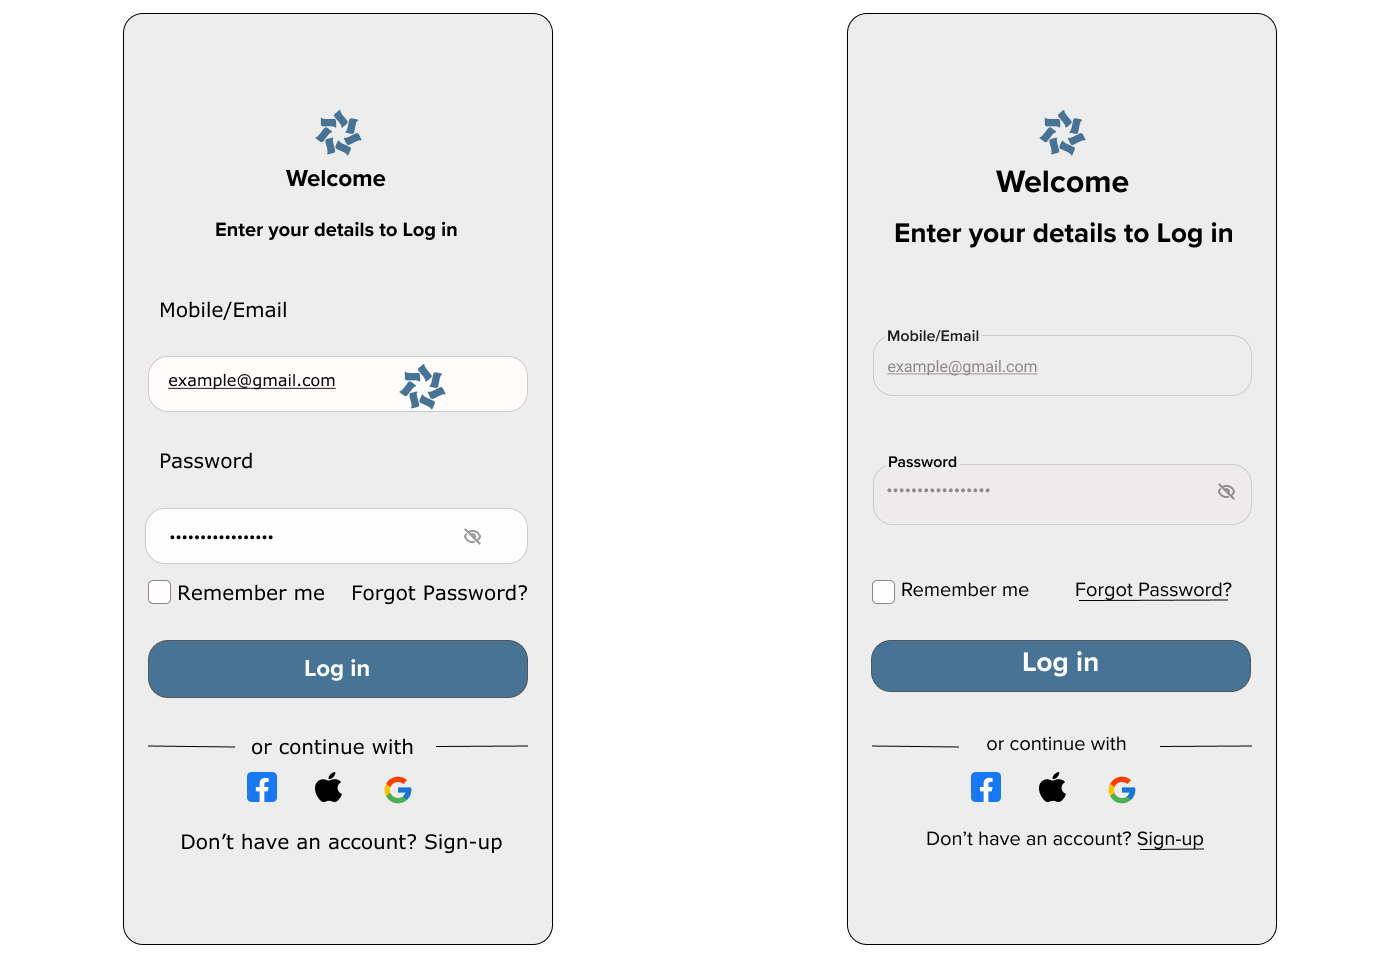 Welcome
Enter your details to Log in
Mobile/Email
example@gmail.com
Password
•••••••••••••••••
Remember me
Forgot Password?
Log in
or continue with
Don’t have an account? Sign-up
Welcome
Enter your details to Log in
Mobile/Email
example@gmail.com
Password
•••••••••••••••••
Remember me
Forgot Password?
Log in
or continue with
Don’t have an account? Sign-up